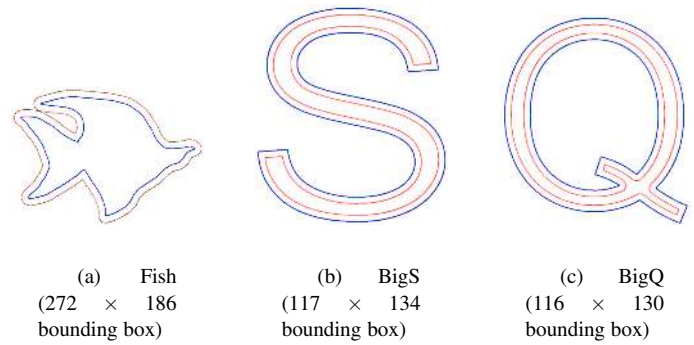 (a) Fish
(272 × 186
bounding box)
(b) BigS
(117 × 134
bounding box)
(c) BigQ
(116 × 130
bounding box)